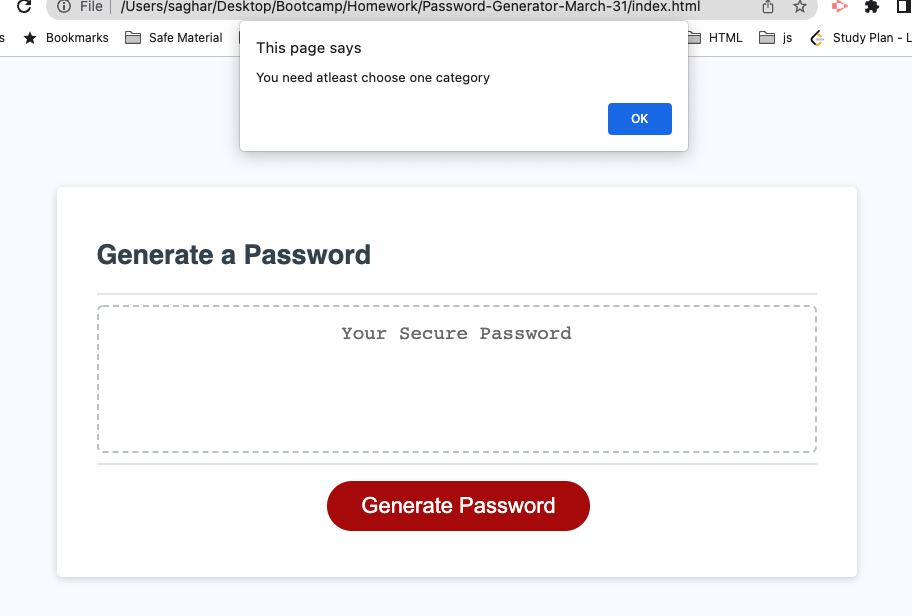 File /Users/saghar/Desktop/Bootcamp/Homework/Password-Generator-March-31/index.html
s Bookmarks Safe Material HTML js Study Plan - L
This page says
You need atleast choose one category
OK
Generate a Password
Your Secure Password
Generate Password